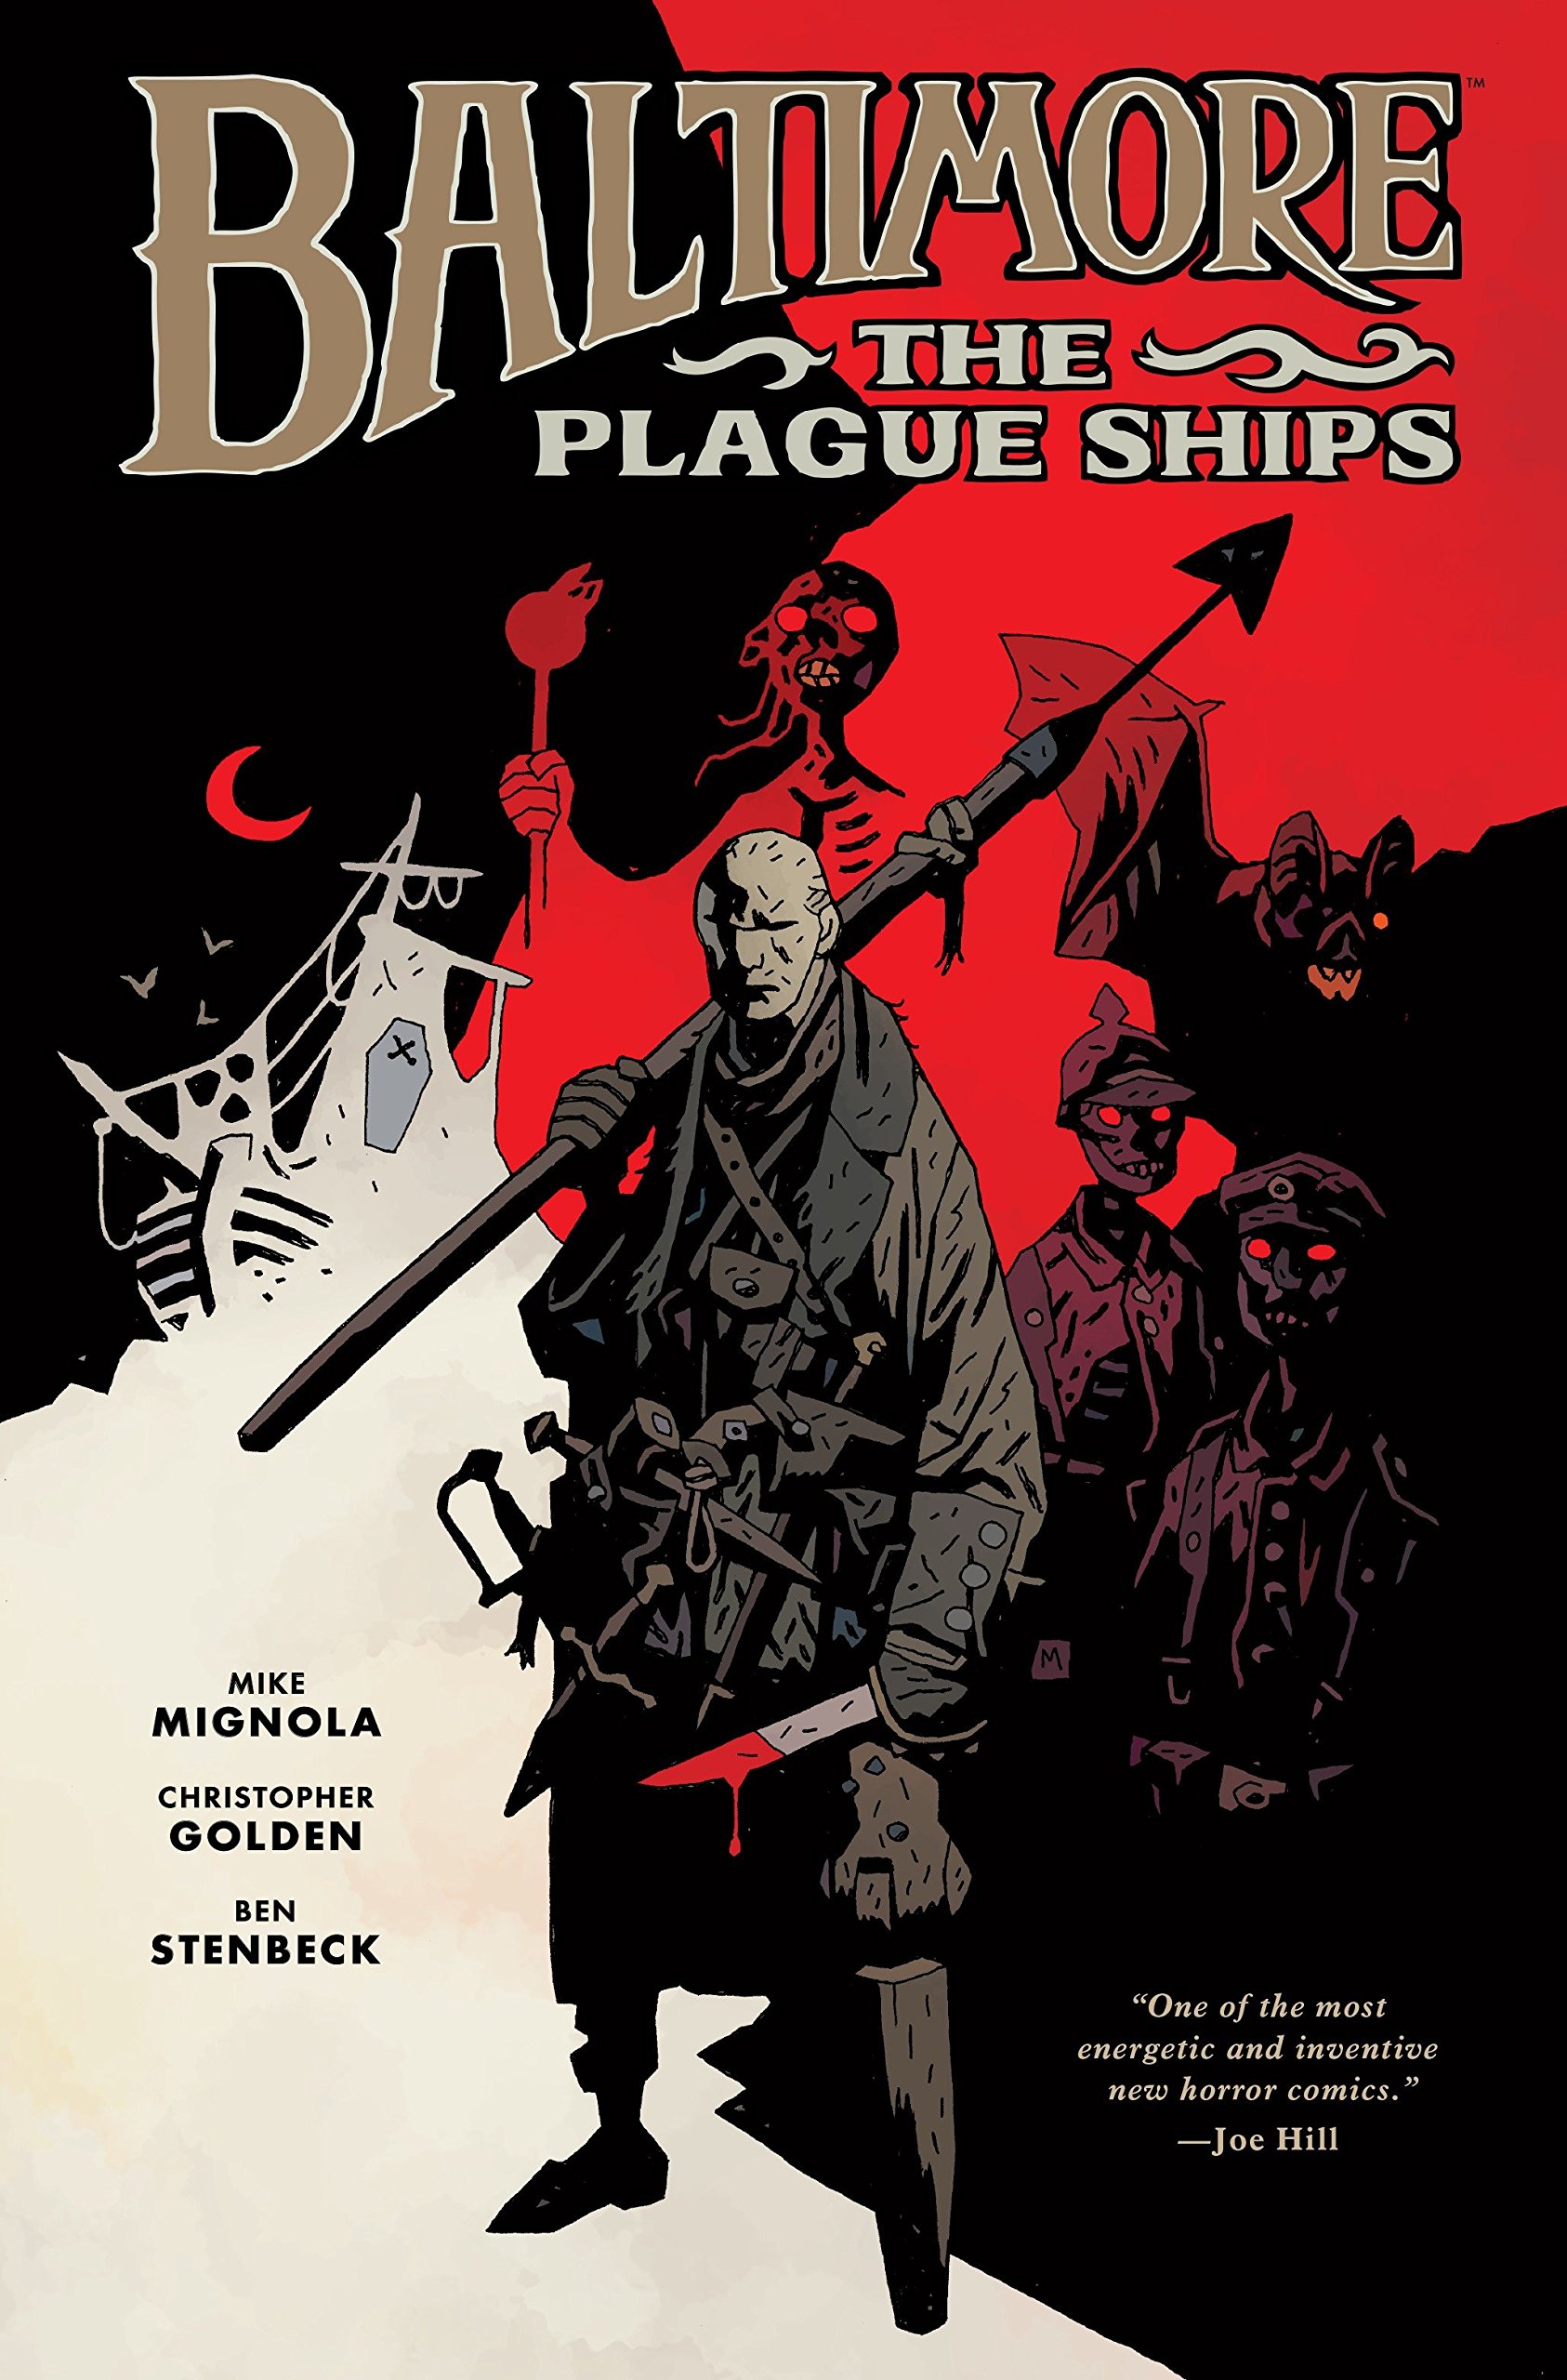 BALTIMORE™
THE
PLAGUE SHIPS
M
MIKE
MIGNOLA
CHRISTOPHER
GOLDEN
BEN
STENBECK
“One of the most
energetic and inventive
new horror comics.”
—Joe Hill